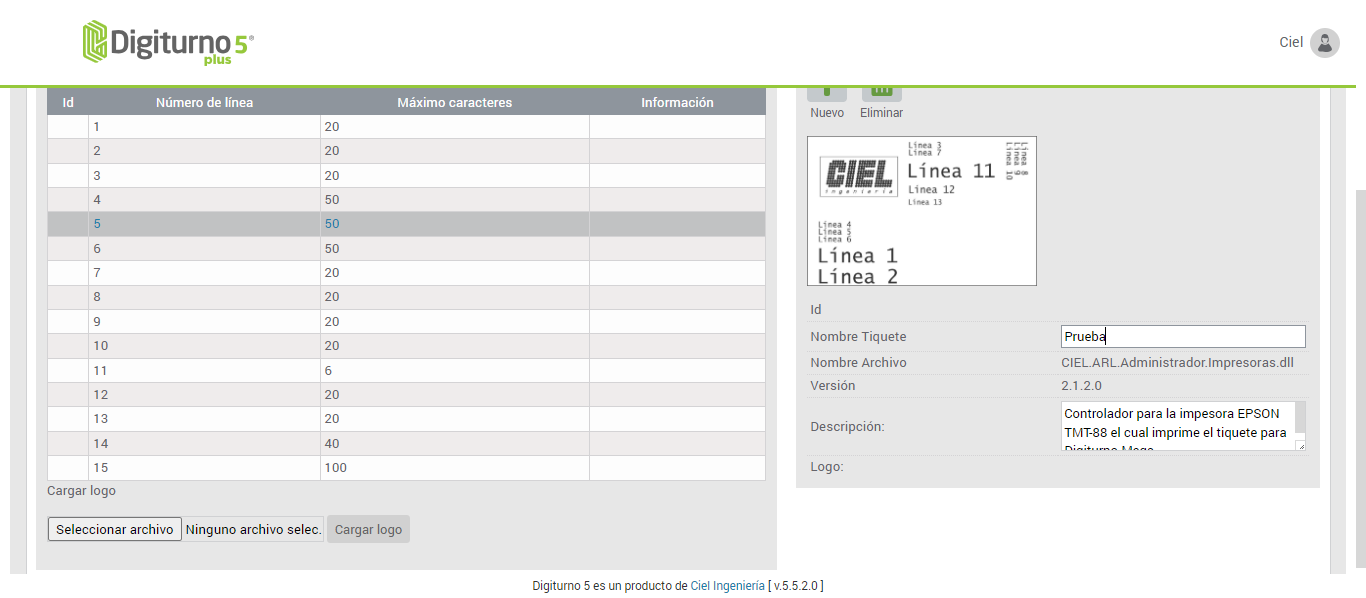 Digiturno 5®
plus
Ciel
Id Número de línea Máximo caracteres Información
1 20
2 20
3 20
4 50
5 50
6 50
7 20
8 20
9 20
10 20
11 6
12 20
13 20
14 40
15 100
Cargar logo
Seleccionar archivo Ninguno archivo selec. Cargar logo
Nuevo Eliminar
CIEL
ingeniería
Línea 3
Línea 7
Línea 11
Línea 12
Línea 13
Línea 8
Línea 9
Línea 10
Línea 4
Línea 5
Línea 6
Línea 1
Línea 2
Id
Nombre Tiquete Prueba
Nombre Archivo CIEL.ARL.Administrador.Impresoras.dll
Versión 2.1.2.0
Descripción: Controlador para la impesora EPSON
TMT-88 el cual imprime el tiquete para
Digiturno Mega
Logo:
Digiturno 5 es un producto de Ciel Ingeniería [ v.5.5.2.0 ]